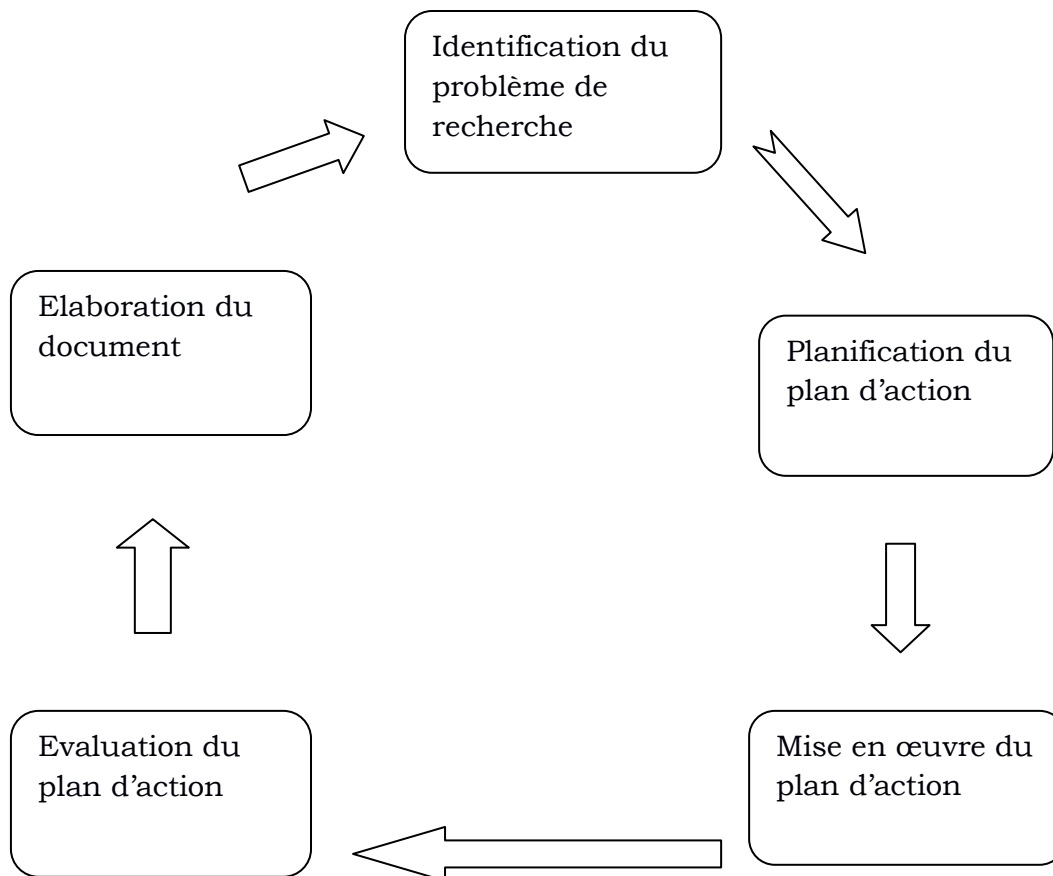 Identification du
problème de
recherche
Planification du
plan d’action
Mise en œuvre du
plan d’action
Evaluation du
plan d’action
Elaboration du
document